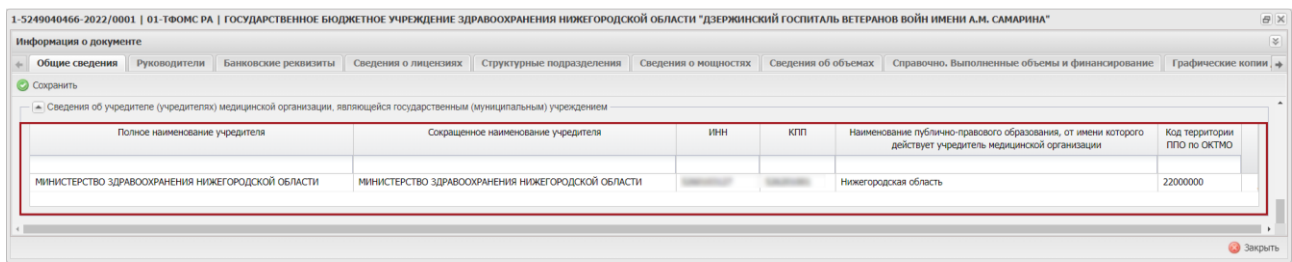 1-5249040466-2022/0001 | 01-ТФОМС РА | ГОСУДАРСТВЕННОЕ БЮДЖЕТНОЕ УЧРЕЖДЕНИЕ ЗДРАВООХРАНЕНИЯ НИЖЕГОРОДСКОЙ ОБЛАСТИ "ДЗЕРЖИНСКИЙ ГОСПИТАЛЬ ВЕТЕРАНОВ ВОЙН ИМЕНИ А.М. САМАРИНА"
Информация о документе
Общие сведения Руководители Банковские реквизиты Сведения о лицензиях Структурные подразделения Сведения о мощностях Сведения об объемах Справочно. Выполненные объемы и финансирование Графические копии
Сохранить
Сведения об учредителе (учредителях) медицинской организации, являющейся государственным (муниципальным) учреждением
Полное наименование учредителя Сокращенное наименование учредителя ИНН КПП Наименование публично-правового образования, от имени которого Код территории
действует учредитель медицинской организации ППО по ОКТМО
МИНИСТЕРСТВО ЗДРАВООХРАНЕНИЯ НИЖЕГОРОДСКОЙ ОБЛАСТИ МИНИСТЕРСТВО ЗДРАВООХРАНЕНИЯ НИЖЕГОРОДСКОЙ ОБЛАСТИ Нижегородская область 22000000
Закрыть